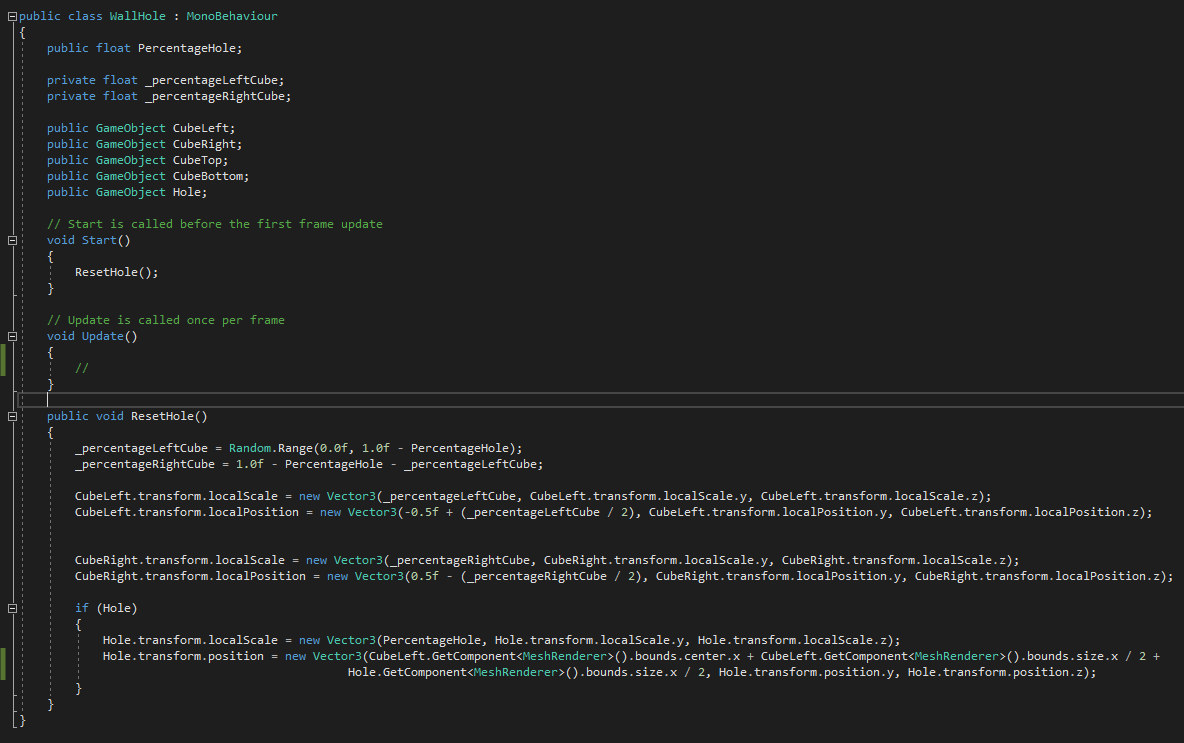 public class WallHole : MonoBehaviour
{
public float PercentageHole;
private float _percentageLeftCube;
private float _percentageRightCube;
public GameObject CubeLeft;
public GameObject CubeRight;
public GameObject CubeTop;
public GameObject CubeBottom;
public GameObject Hole;
// Start is called before the first frame update
void Start()
{
ResetHole();
}
// Update is called once per frame
void Update()
{
//
}
public void ResetHole()
{
_percentageLeftCube = Random.Range(0.0f, 1.0f - PercentageHole);
_percentageRightCube = 1.0f - PercentageHole - _percentageLeftCube;
CubeLeft.transform.localScale = new Vector3(_percentageLeftCube, CubeLeft.transform.localScale.y, CubeLeft.transform.localScale.z);
CubeLeft.transform.localPosition = new Vector3(-0.5f + (_percentageLeftCube / 2), CubeLeft.transform.localPosition.y, CubeLeft.transform.localPosition.z);
CubeRight.transform.localScale = new Vector3(_percentageRightCube, CubeRight.transform.localScale.y, CubeRight.transform.localScale.z);
CubeRight.transform.localPosition = new Vector3(0.5f - (_percentageRightCube / 2), CubeRight.transform.localPosition.y, CubeRight.transform.localPosition.z);
if (Hole)
{
Hole.transform.localScale = new Vector3(PercentageHole, Hole.transform.localScale.y, Hole.transform.localScale.z);
Hole.transform.position = new Vector3(CubeLeft.GetComponent<MeshRenderer>().bounds.center.x + CubeLeft.GetComponent<MeshRenderer>().bounds.size.x / 2 +
Hole.GetComponent<MeshRenderer>().bounds.size.x / 2, Hole.transform.position.y, Hole.transform.position.z);
}
}
}